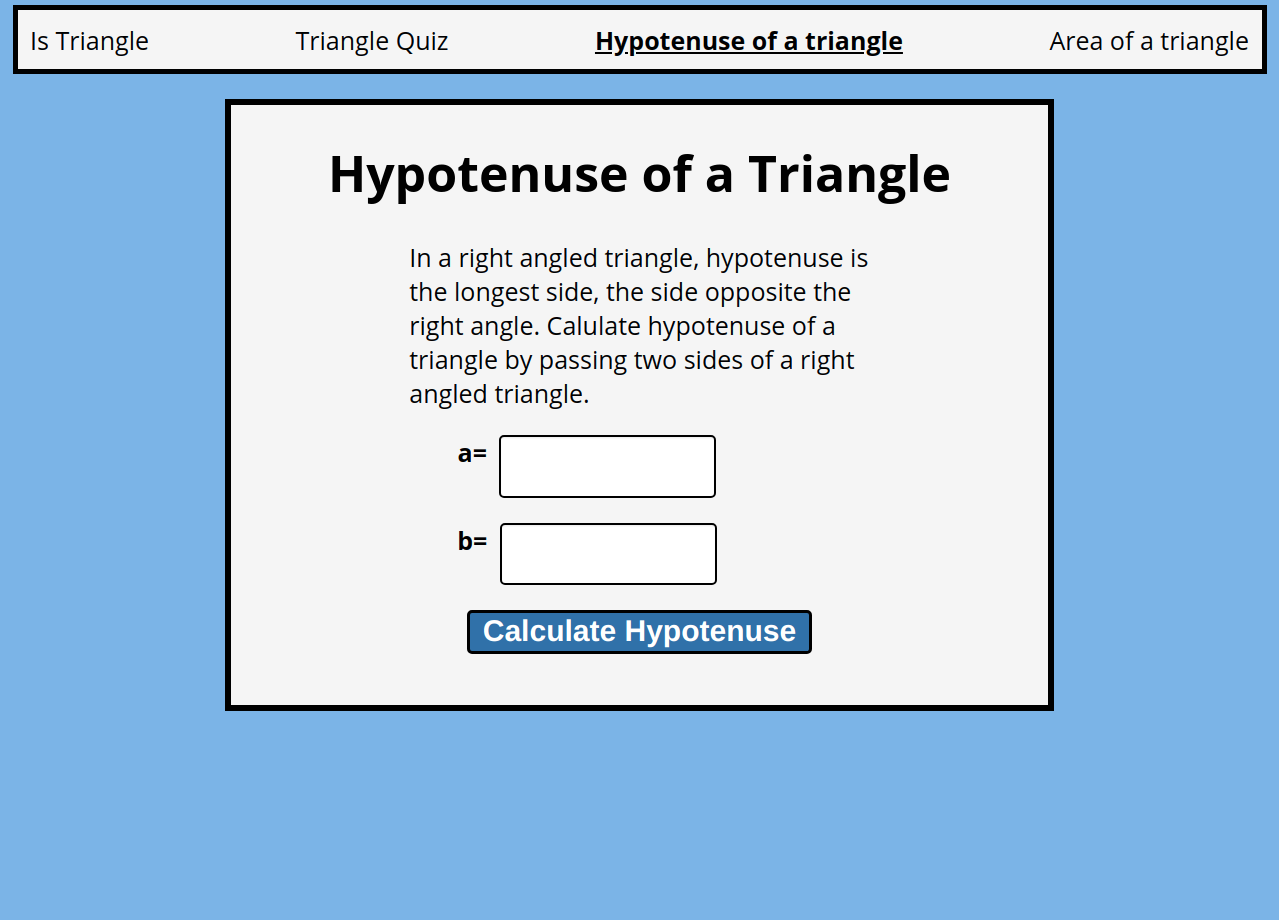 Is Triangle Triangle Quiz Hypotenuse of a triangle Area of a triangle
Hypotenuse of a Triangle
In a right angled triangle, hypotenuse is
the longest side, the side opposite the
right angle. Calulate hypotenuse of a
triangle by passing two sides of a right
angled triangle.
a=
b=
Calculate Hypotenuse